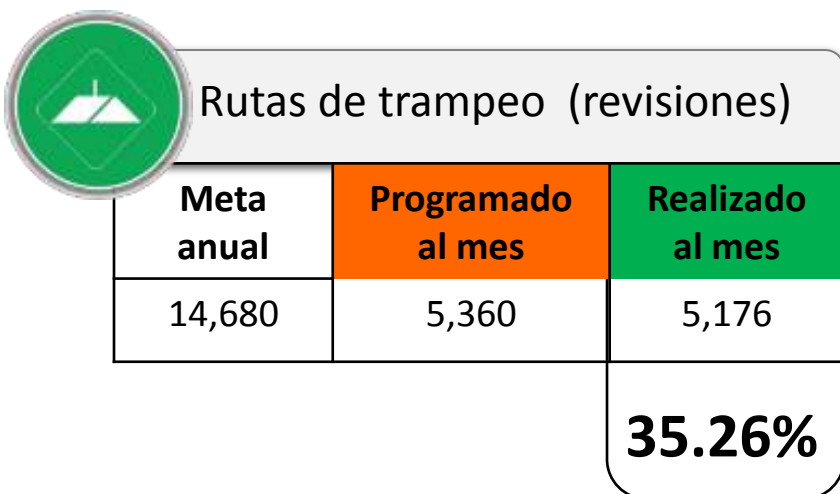 Rutas de trampeo (revisiones)
Meta anual
Programado al mes
Realizado al mes
14,680
5,360
5,176
35.26%